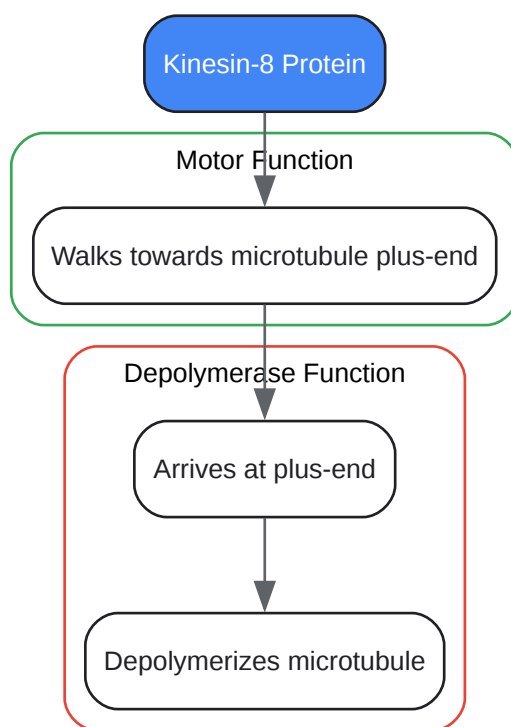 Kinesin-8 Protein
Motor Function
Walks towards microtubule plus-end
Depolymerase Function
Arrives at plus-end
Depolymerizes microtubule